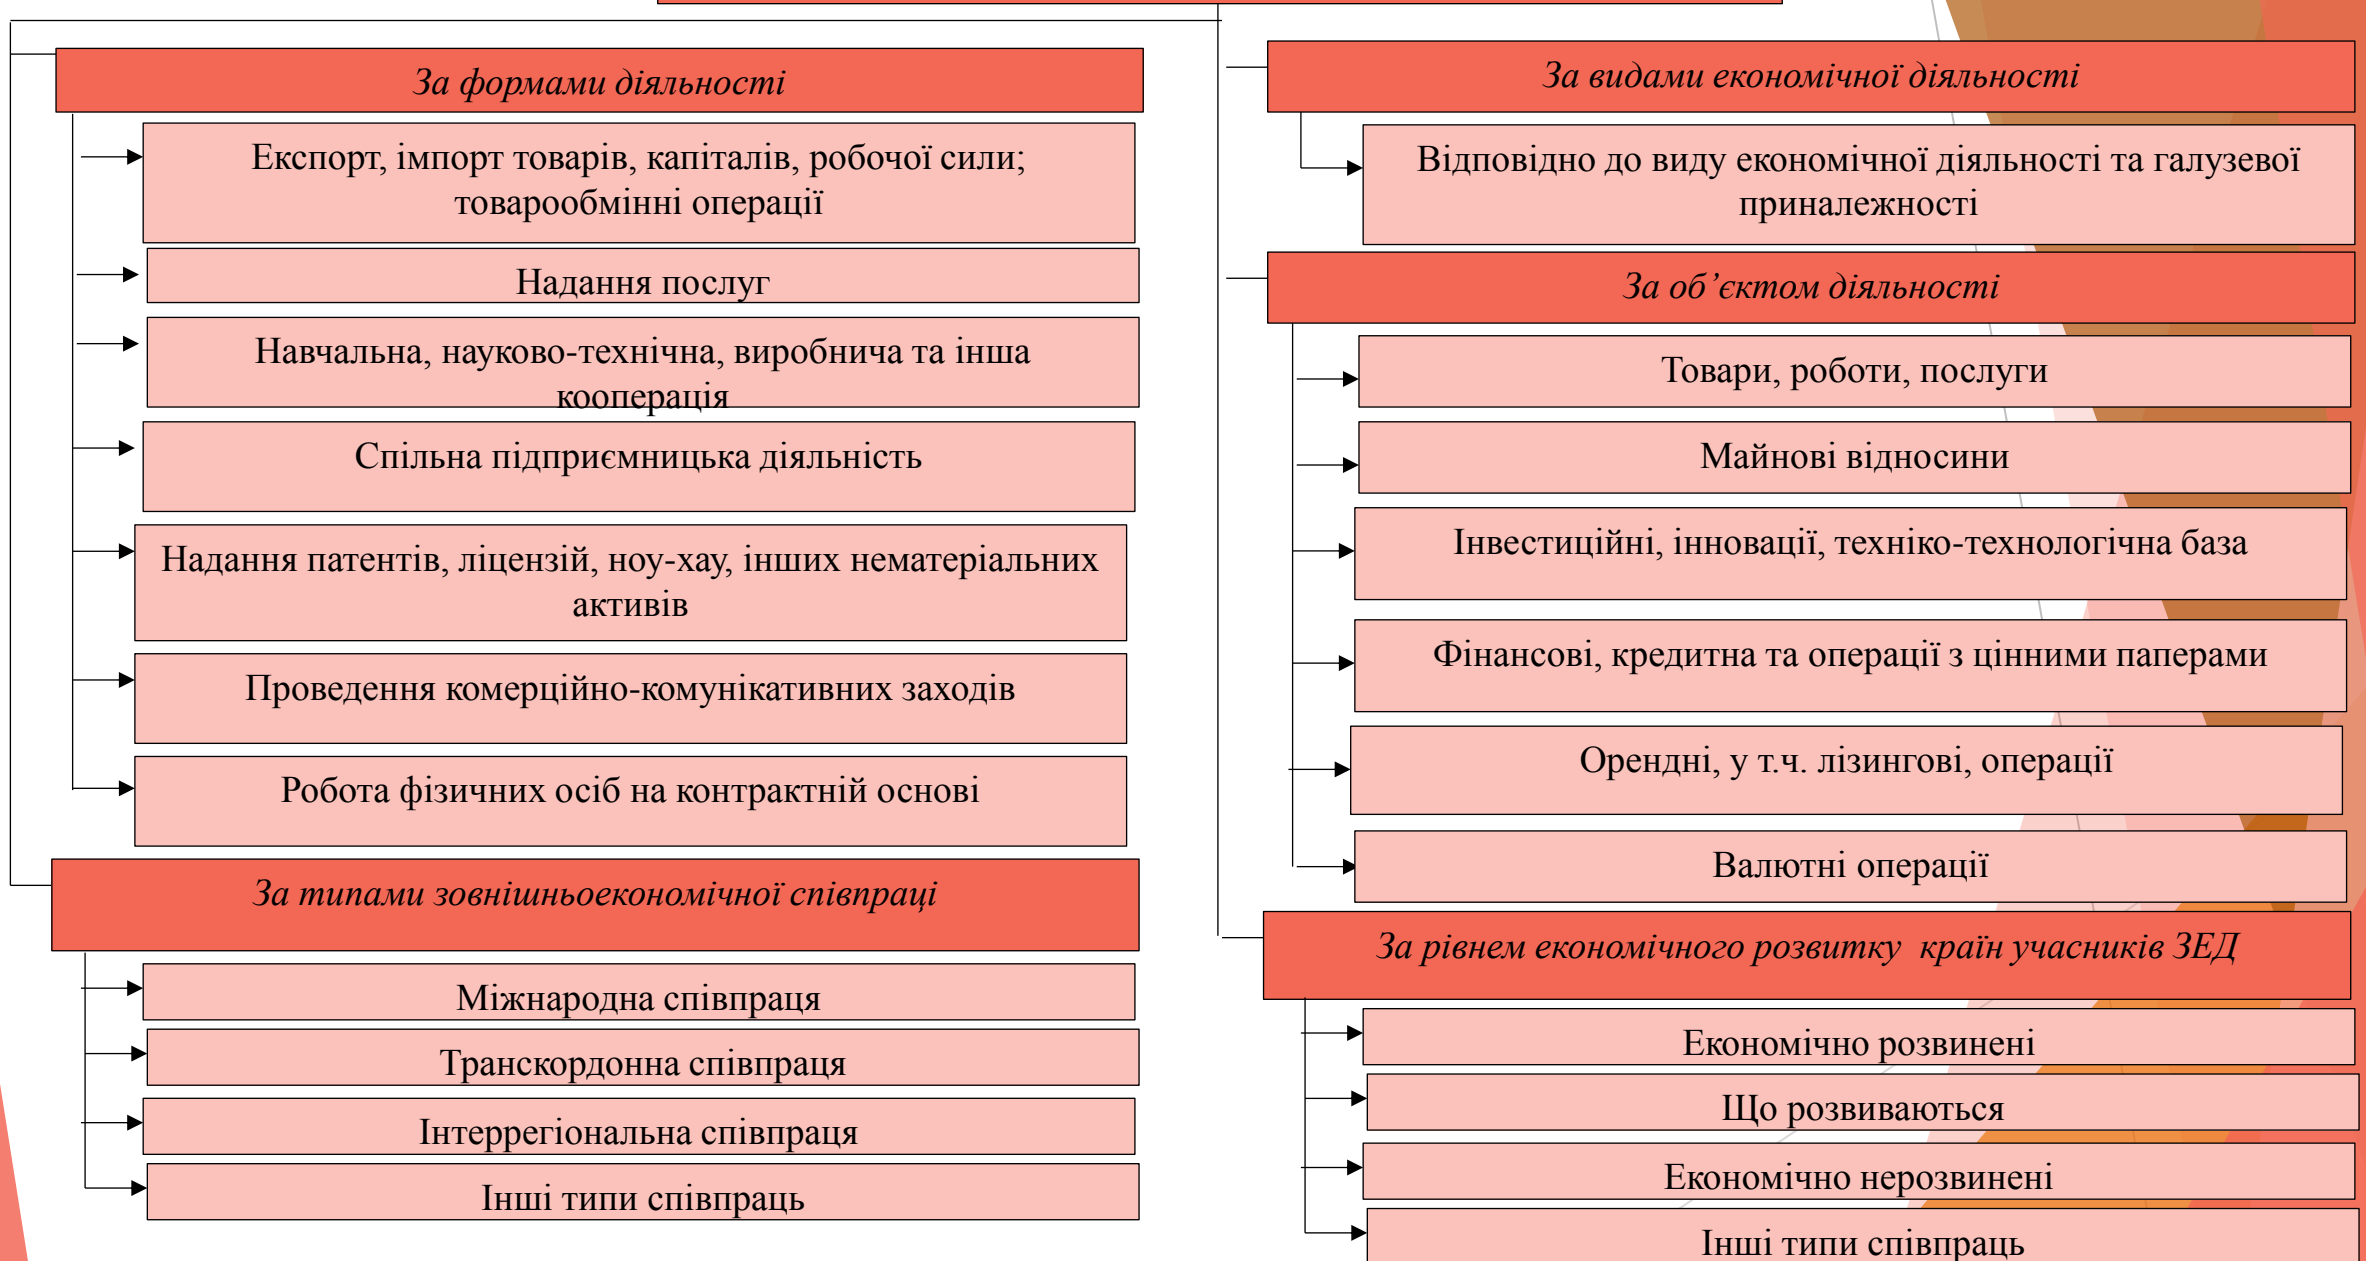 За формами діяльності
Експорт, імпорт товарів, капіталів, робочої сили;
товарообмінні операції
Надання послуг
Навчальна, науково-технічна, виробнича та інша
кооперація
Спільна підприємницька діяльність
Надання патентів, ліцензій, ноу-хау, інших нематеріальних
активів
Проведення комерційно-комунікативних заходів
Робота фізичних осіб на контрактній основі
За типами зовнішньоекономічної співпраці
Міжнародна співпраця
Транскордонна співпраця
Інтеррегіональна співпраця
Інші типи співпраць
За видами економічної діяльності
Відповідно до виду економічної діяльності та галузевої
приналежності
За об’єктом діяльності
Товари, роботи, послуги
Майнові відносини
Інвестиційні, інновації, техніко-технологічна база
Фінансові, кредитна та операції з цінними паперами
Орендні, у т.ч. лізингові, операції
Валютні операції
За рівнем економічного розвитку країн учасників ЗЕД
Економічно розвинені
Що розвиваються
Економічно нерозвинені
Інші типи співпраць